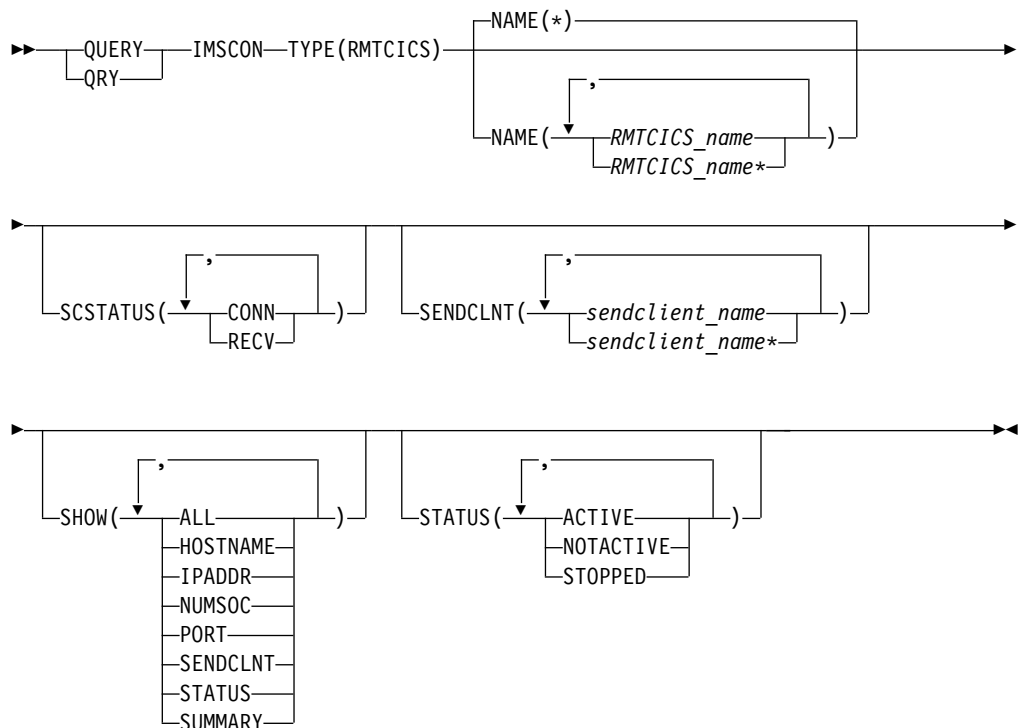 NAME(*)
QUERY IMSCON TYPE(RMTCICS)
QRY
,
NAME( RMTCICS_name )
RMTCICS_name*
, ,
SCSTATUS( CONN ) SENDCLNT( sendclient_name )
RECV sendclient_name*
, ,
SHOW( ALL ) STATUS( ACTIVE )
HOSTNAME NOTACTIVE
IPADDR STOPPED
NUMSOC
PORT
SENDCLNT
STATUS
SUMMARY